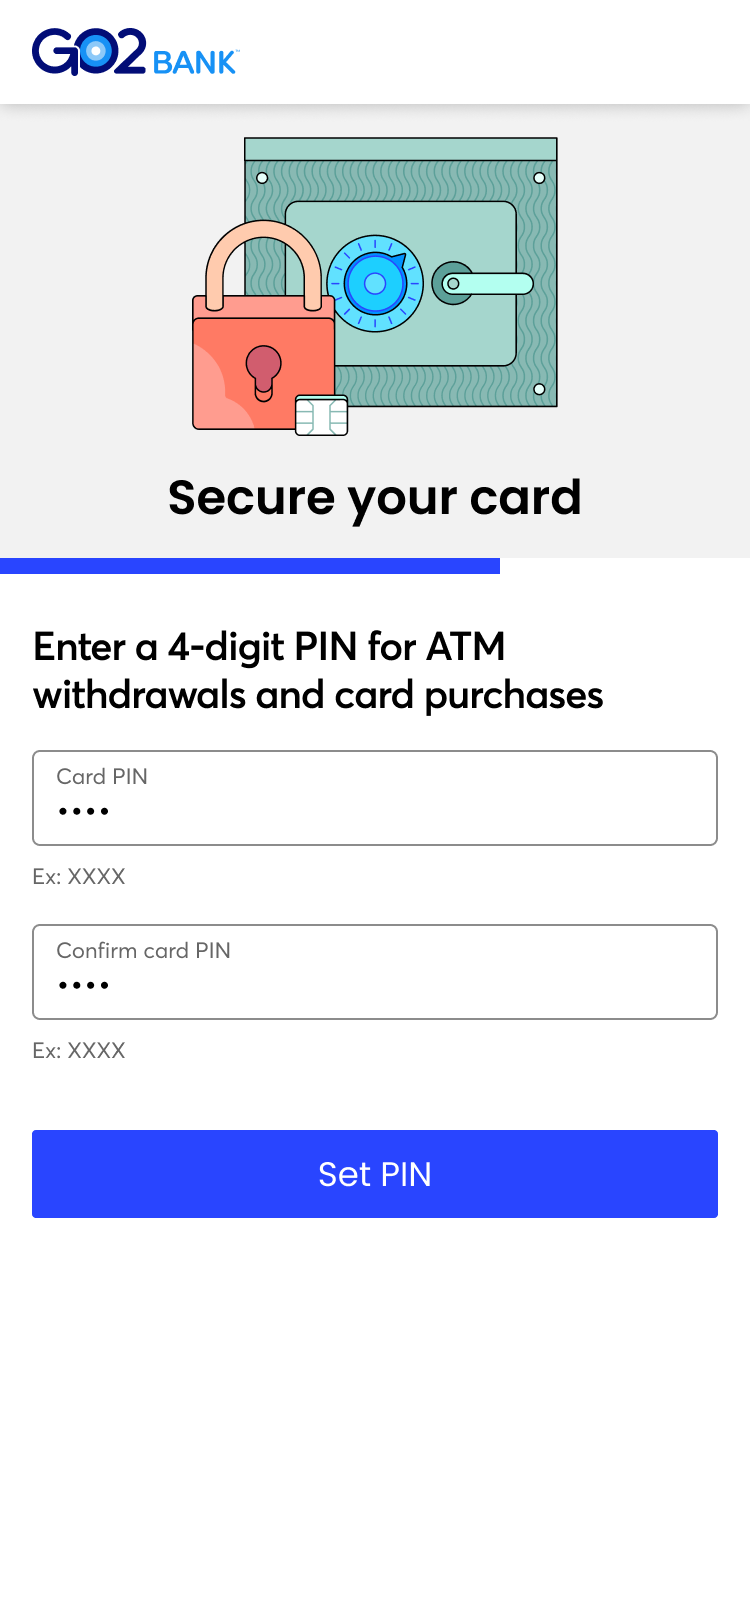 GO2 BANK™
Secure your card
Enter a 4-digit PIN for ATM
withdrawals and card purchases
Card PIN
••••
Ex: XXXX
Confirm card PIN
••••
Ex: XXXX
Set PIN